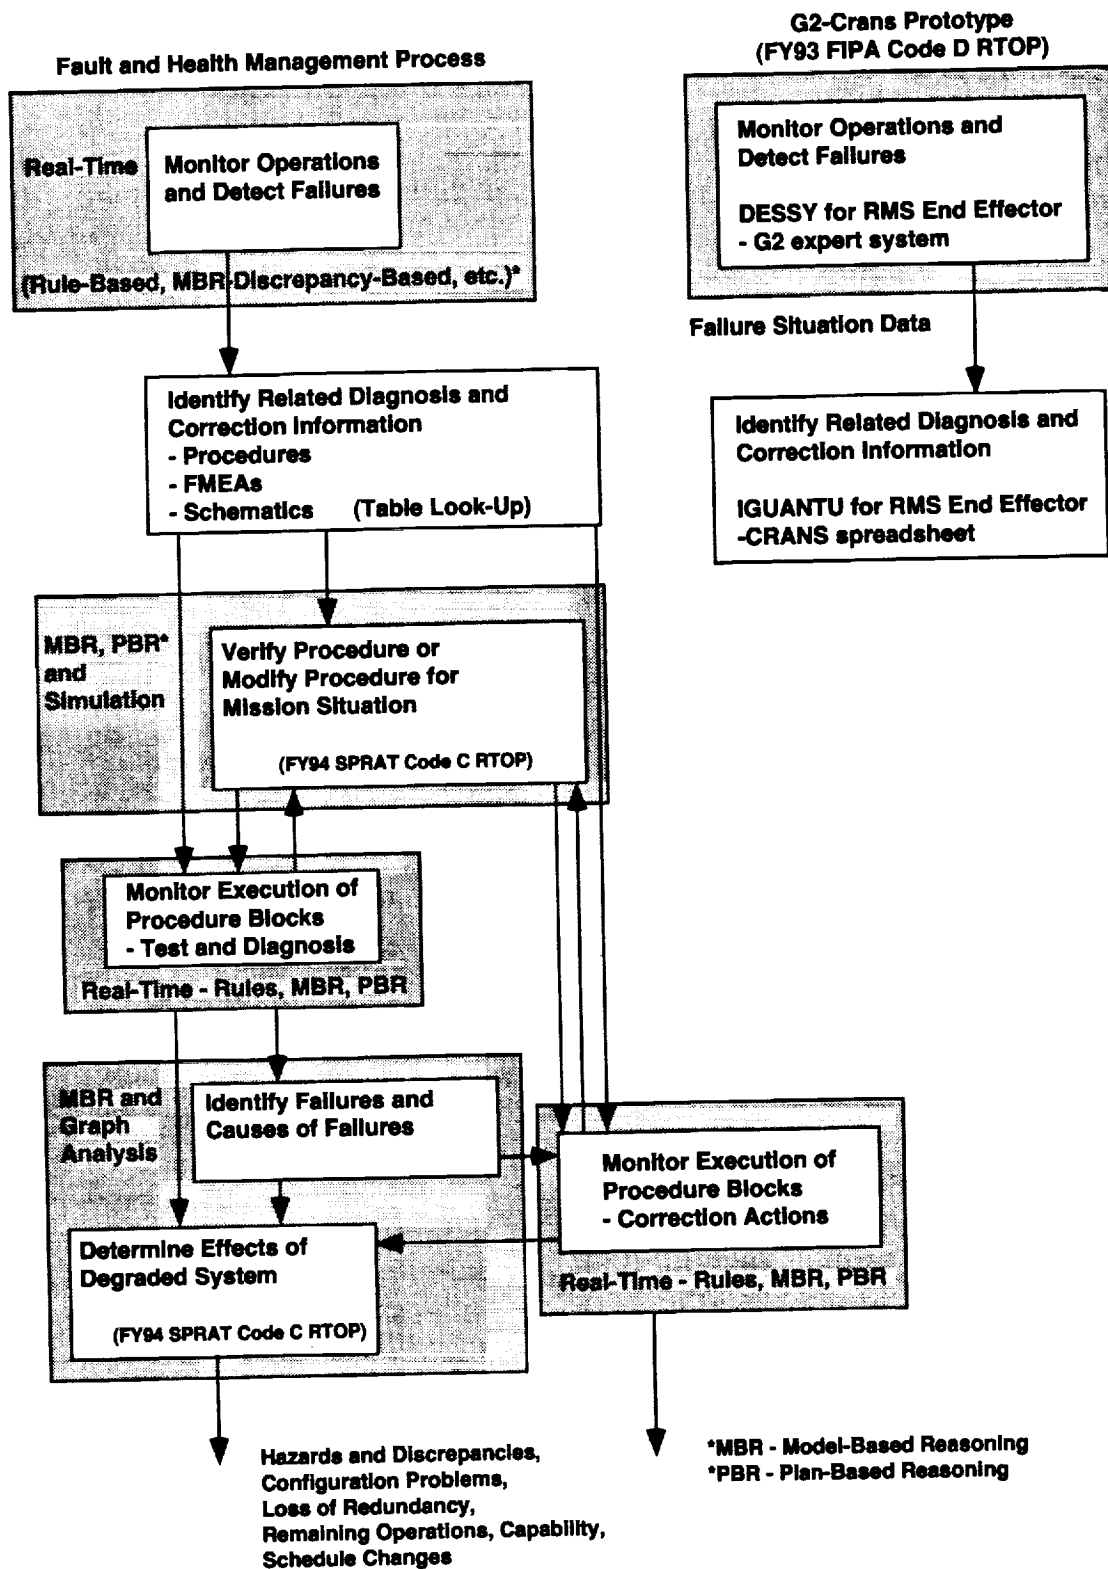 Fault and Health Management Process
Real-Time
Monitor Operations
and Detect Failures
(Rule-Based, MBR-Discrepancy-Based, etc.)*
Identify Related Diagnosis and
Correction Information
- Procedures
- FMEAs
- Schematics (Table Look-Up)
MBR, PBR*
and
Simulation
Verify Procedure or
Modify Procedure for
Mission Situation
(FY94 SPRAT Code C RTOP)
Monitor Execution of
Procedure Blocks
- Test and Diagnosis
Real-Time - Rules, MBR, PBR
MBR and
Graph
Analysis
Identify Failures and
Causes of Failures
Determine Effects of
Degraded System
(FY94 SPRAT Code C RTOP)
Monitor Execution of
Procedure Blocks
- Correction Actions
Real-Time - Rules, MBR, PBR
Hazards and Discrepancies,
Configuration Problems,
Loss of Redundancy,
Remaining Operations, Capability,
Schedule Changes
*MBR - Model-Based Reasoning
*PBR - Plan-Based Reasoning
G2-Crans Prototype
(FY93 FIPA Code D RTOP)
Monitor Operations and
Detect Failures
DESSY for RMS End Effector
- G2 expert system
Failure Situation Data
Identify Related Diagnosis and
Correction Information
IGUANTU for RMS End Effector
-CRANS spreadsheet